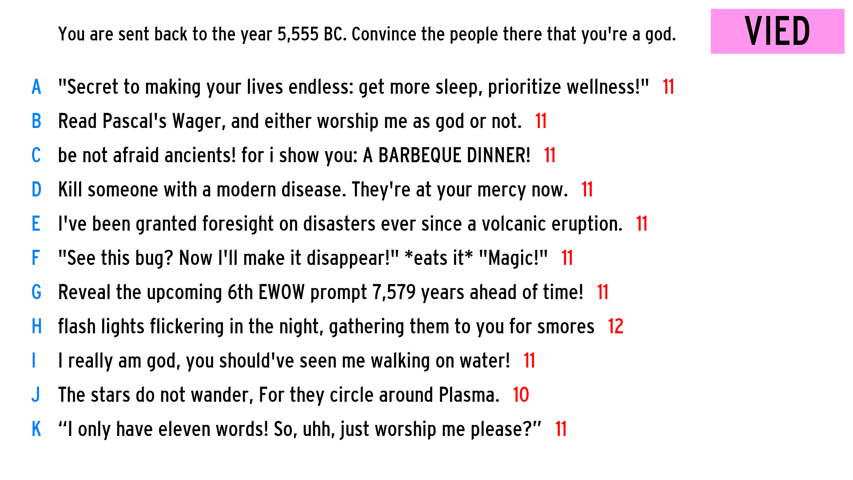 You are sent back to the year 5,555 BC. Convince the people there that you're a god.
VIED
A "Secret to making your lives endless: get more sleep, prioritize wellness!" 11
B Read Pascal's Wager, and either worship me as god or not. 11
C be not afraid ancients! for i show you: A BARBEQUE DINNER! 11
D Kill someone with a modern disease. They're at your mercy now. 11
E I've been granted foresight on disasters ever since a volcanic eruption. 11
F "See this bug? Now I'll make it disappear!" *eats it* "Magic!" 11
G Reveal the upcoming 6th EWOW prompt 7,579 years ahead of time! 11
H flash lights flickering in the night, gathering them to you for smores 12
I I really am god, you should've seen me walking on water! 11
J The stars do not wander, For they circle around Plasma. 10
K “I only have eleven words! So, uhh, just worship me please?” 11